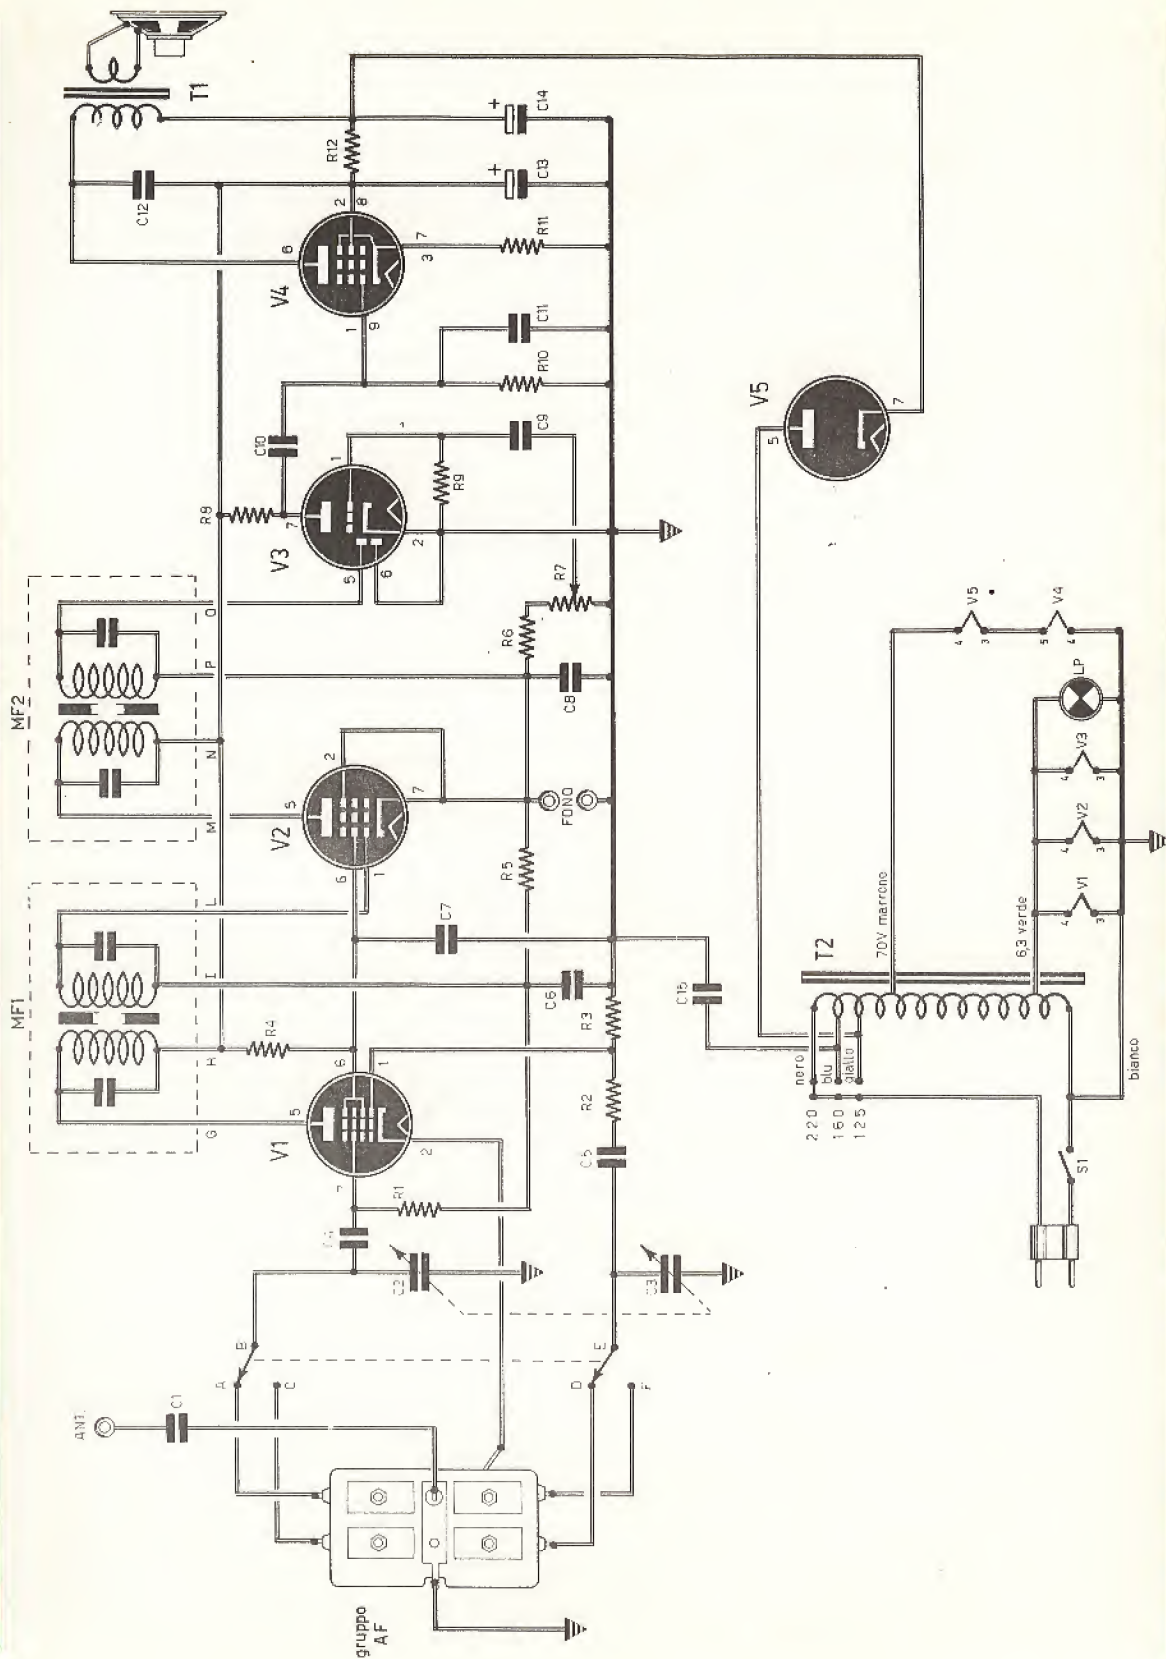 MF1
MF2
T1
G
H
I
L
M
N
P
O
R4
R8
C12
C10
ANT.
C1
A
B
C
V1
5
6
1
2
7
V2
5
6
1
2
7
V3
7
5
6
1
2
V4
6
1
9
2
8
3
7
R12
R1
C2
C7
R5
FONO
R6
R7
R9
C9
R10
C11
R11
C13
+
C14
+
gruppo
AF
D
E
F
C3
C5
R2
R3
C6
C8
C15
V5
5
7
T2
nero
blu
giallo
220
160
125
70V marrone
6,3 verde
bianco
S1
4
V1
3
4
V2
3
4
V3
3
LP
4
V5
3
5
V4
4